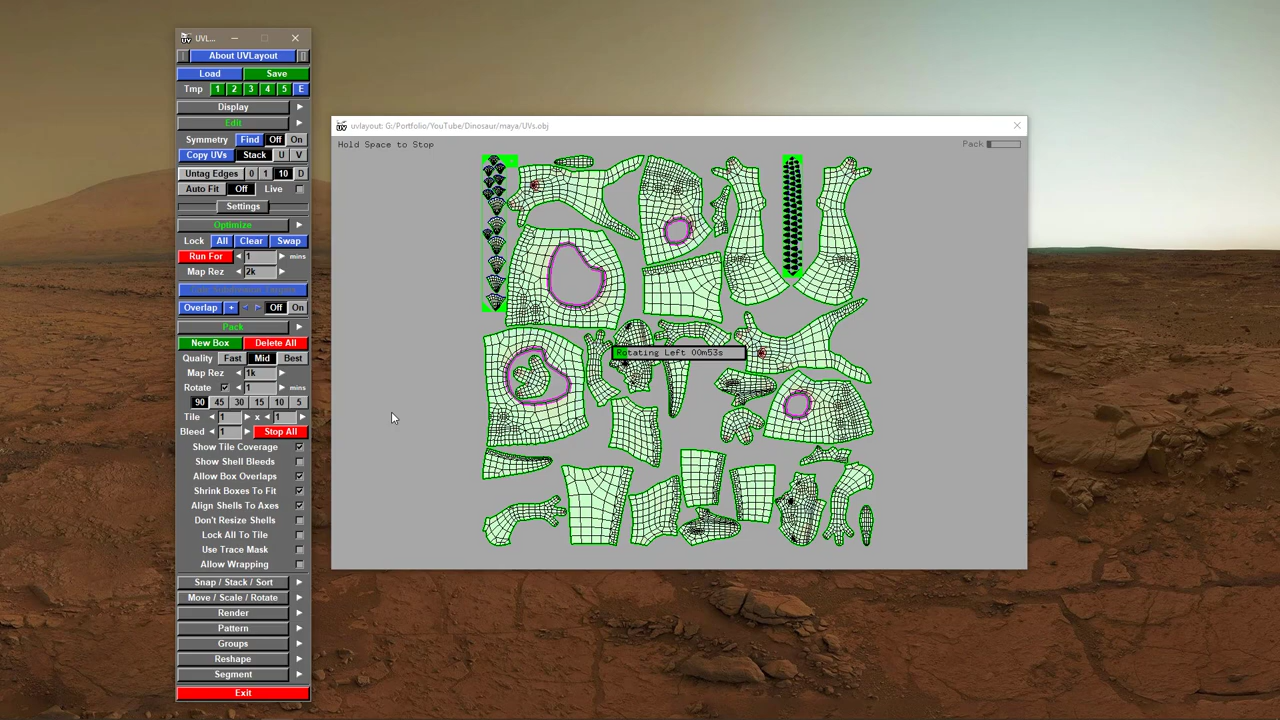 UVL...
About UVLayout
Load Save
Tmp 1 2 3 4 5 E
Display
Edit
Symmetry Find Off On
Copy UVs Stack U V
Untag Edges 0 1 10 D
Auto Fit Off Live
Settings
Optimize
Lock All Clear Swap
Run For 1 mins
Map Rez 2k
Overlap + Off On
Pack
New Box Delete All
Quality Fast Mid Best
Map Rez 1k
Rotate 1 mins
90 45 30 15 10 5
Tile 1 x 1
Bleed 1 Stop All
Show Tile Coverage
Show Shell Bleeds
Allow Box Overlaps
Shrink Boxes To Fit
Align Shells To Axes
Don't Resize Shells
Lock All To Tile
Use Trace Mask
Allow Wrapping
Snap / Stack / Sort
Move / Scale / Rotate
Render
Pattern
Groups
Reshape
Segment
Exit
uvlayout: G:/Portfolio/YouTube/Dinosaur/maya/UVs.obj
Hold Space to Stop Pack
Rotating Left 00m53s